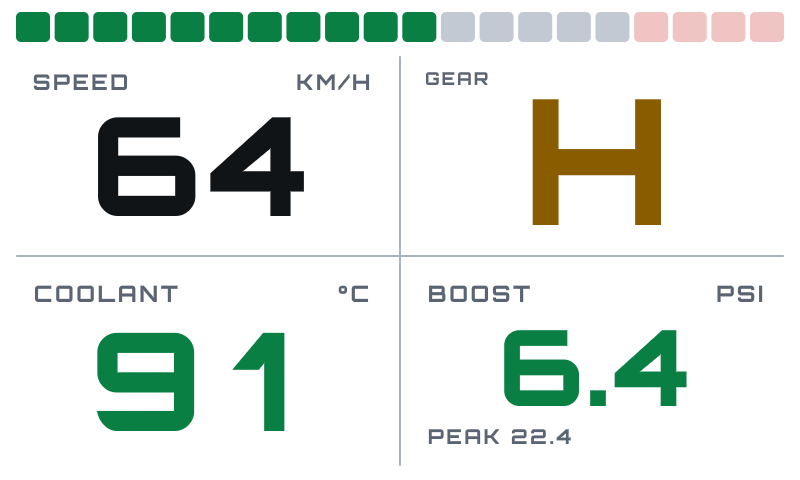 SPEED KM/H
64
GEAR
H
COOLANT °C
91
BOOST PSI
6.4
PEAK 22.4